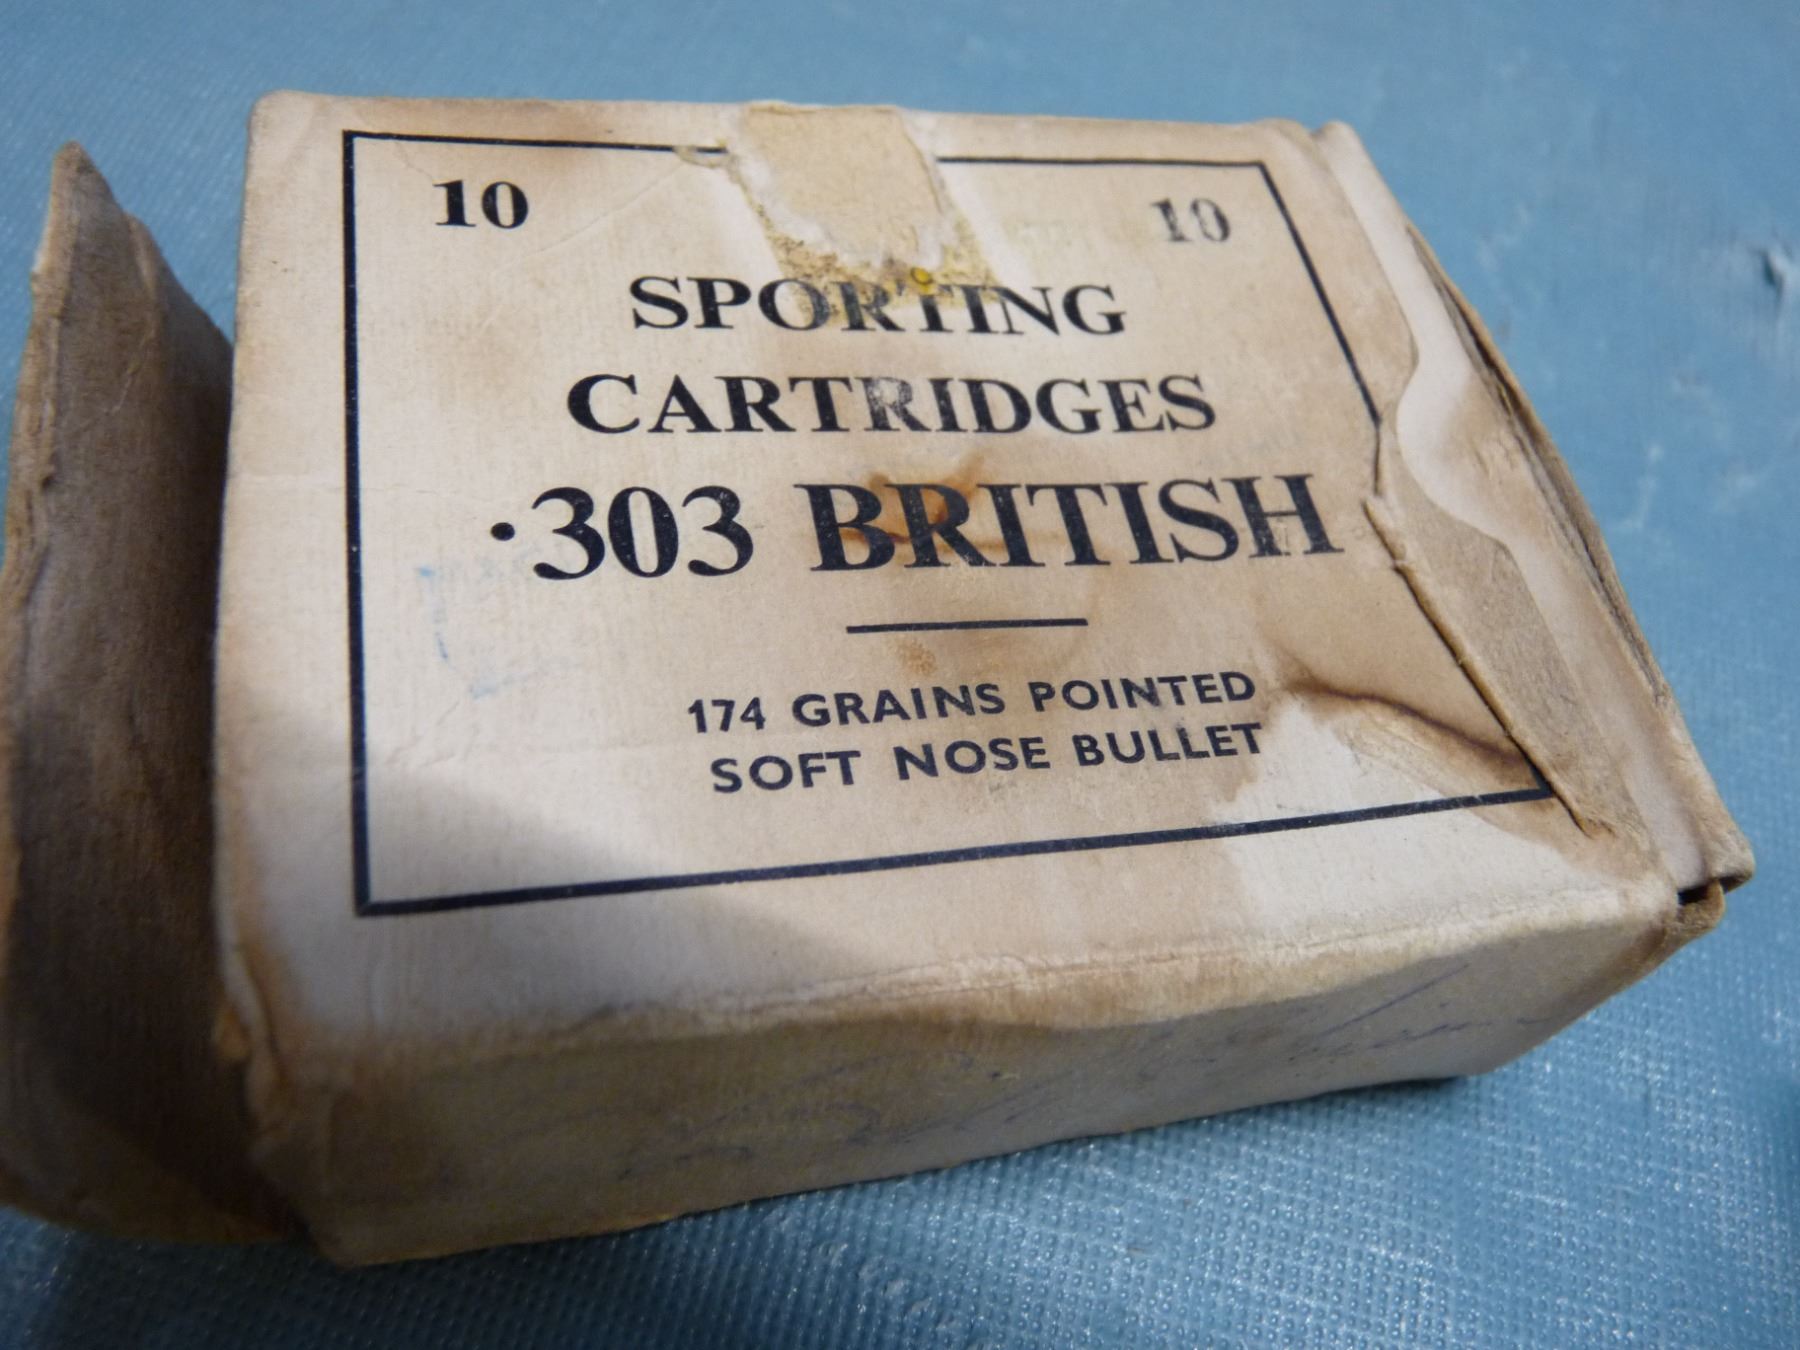 10 10
SPORTING
CARTRIDGES
·303 BRITISH
174 GRAINS POINTED
SOFT NOSE BULLET